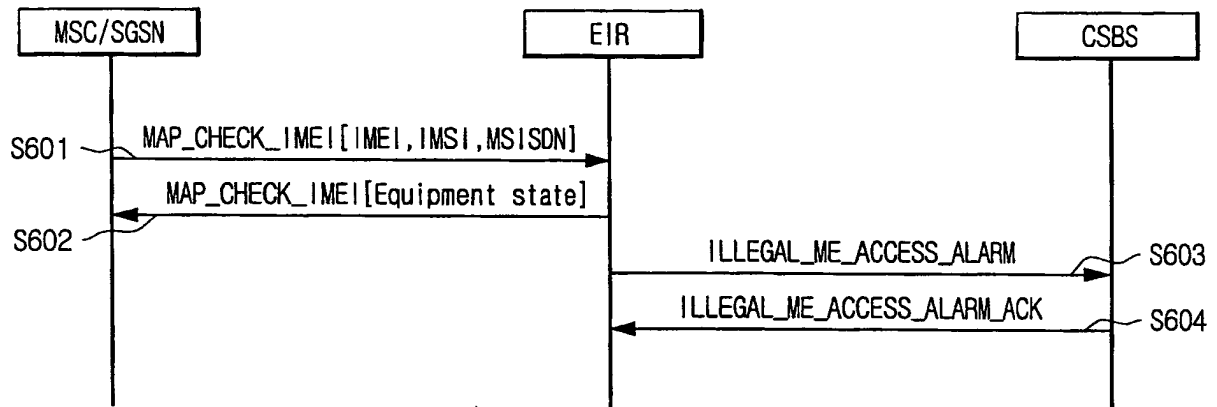 MSC/SGSN
EIR
CSBS
S601
MAP_CHECK_IMEI[IMEI,IMSI,MSISDN]
MAP_CHECK_IMEI[Equipment state]
S602
ILLEGAL_ME_ACCESS_ALARM
S603
ILLEGAL_ME_ACCESS_ALARM_ACK
S604